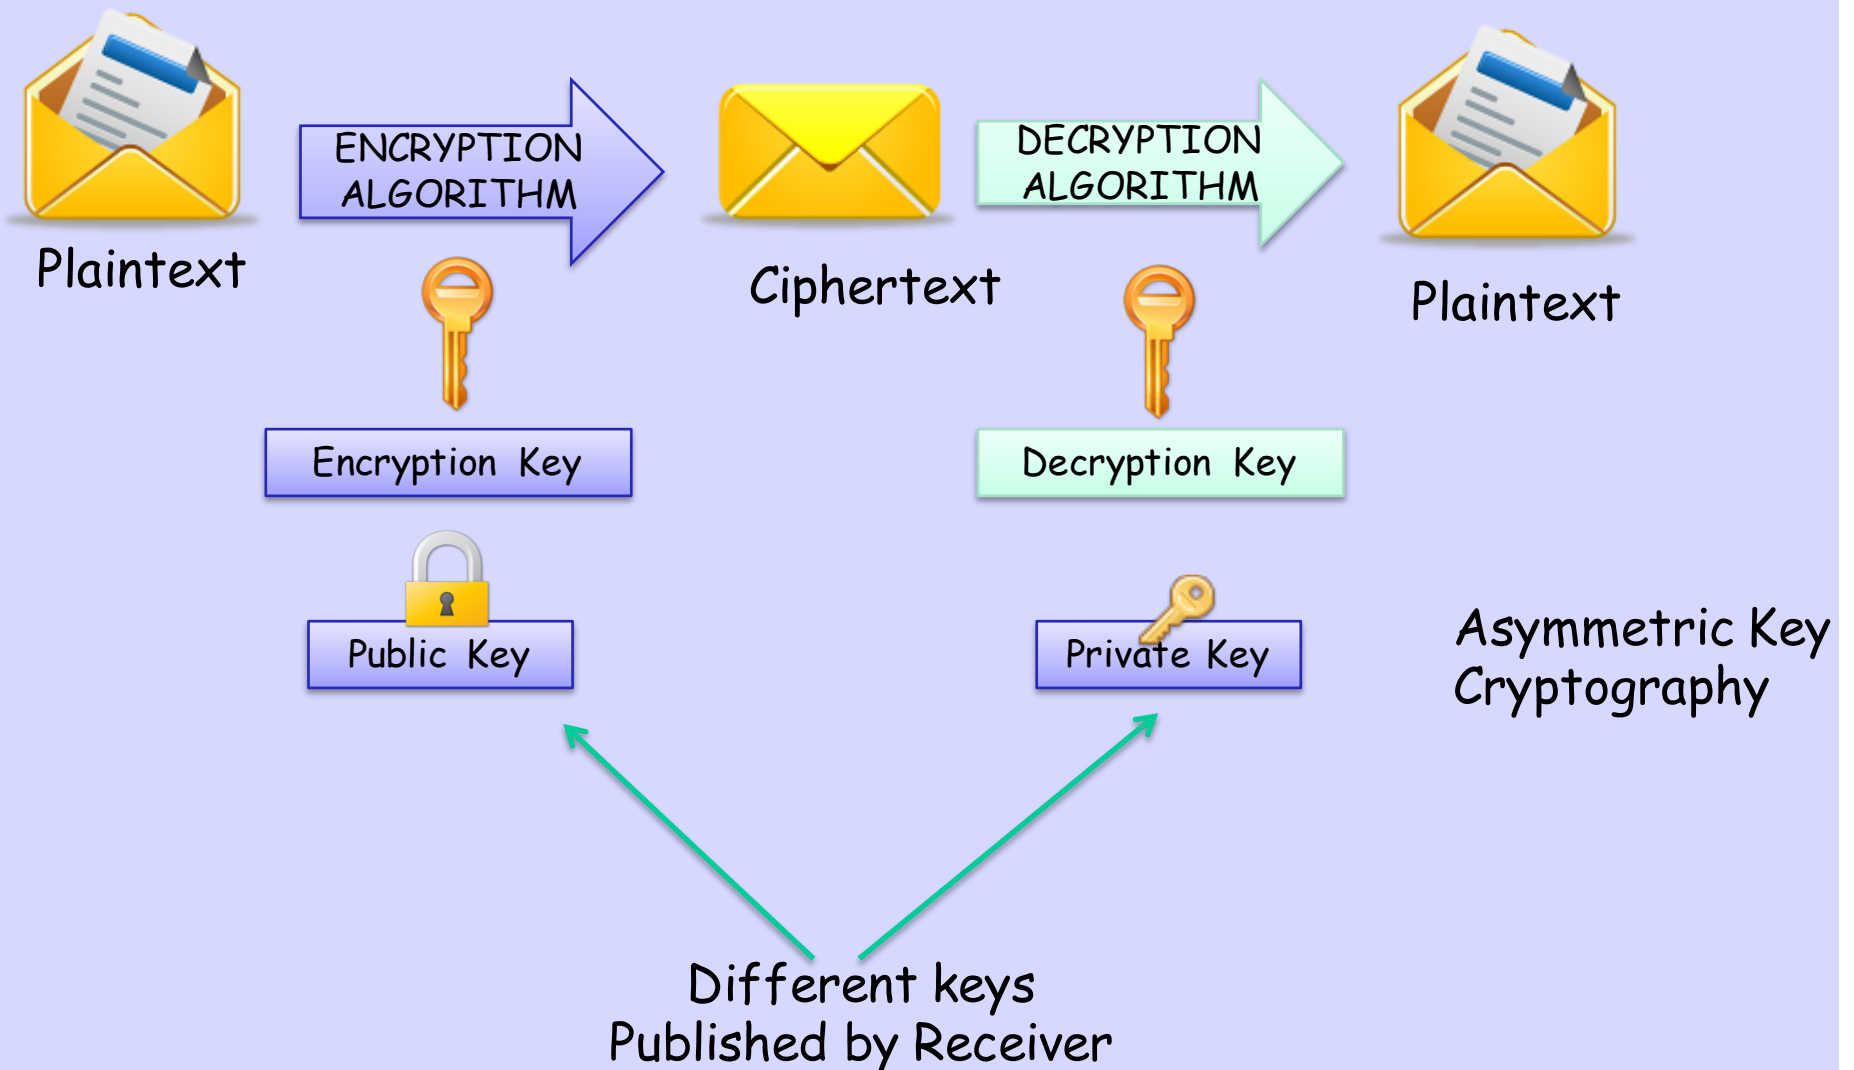 ENCRYPTION
ALGORITHM
DECRYPTION
ALGORITHM
Plaintext
Ciphertext
Plaintext
Encryption Key
Decryption Key
Public Key
Private Key
Asymmetric Key
Cryptography
Different keys
Published by Receiver